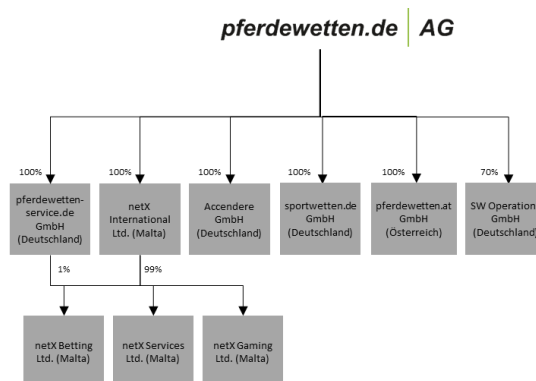 pferdewetten.de | AG
100%
100%
100%
100%
100%
70%
pferdewetten-
service.de
GmbH
(Deutschland)
netX
International
Ltd. (Malta)
Accendere
GmbH
(Deutschland)
sportwetten.de
GmbH
(Deutschland)
pferdewetten.at
GmbH
(Österreich)
SW Operation
GmbH
(Deutschland)
1%
99%
netX Betting
Ltd. (Malta)
netX Services
Ltd. (Malta)
netX Gaming
Ltd. (Malta)